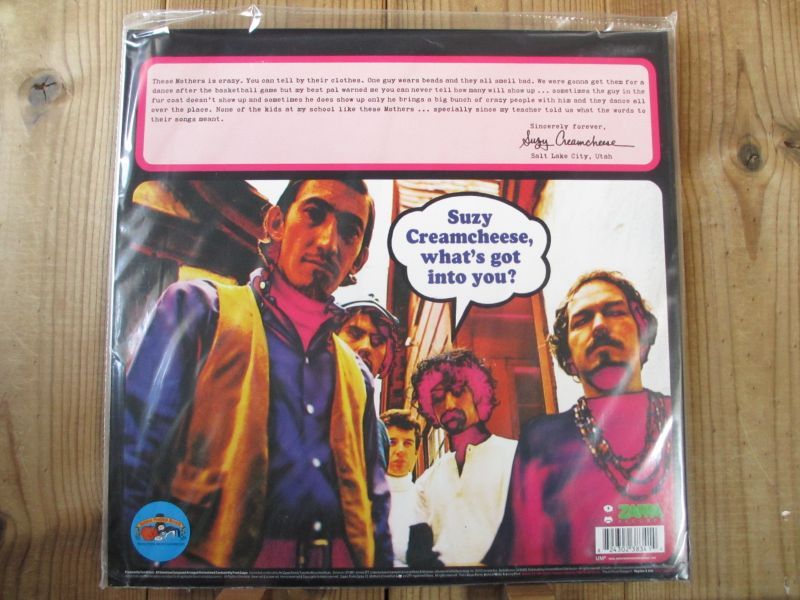 These Mothers is crazy. You can tell by their clothes. One guy wears beads and they all smell bad. We were gonna get them for a
dance after the basketball game but my best pal warned me you can never tell how many will show up ... sometimes the guy in the
fur coat doesn't show up and sometimes he does show up only he brings a big bunch of crazy people with him and they dance all
over the place. None of the kids at my school like these Mothers ... specially since my teacher told us what the words to
their songs meant.
Sincerely forever,
Suzy Creamcheese
Salt Lake City, Utah
Suzy
Creamcheese,
what's got
into you?
ZAPPA
RECORDS